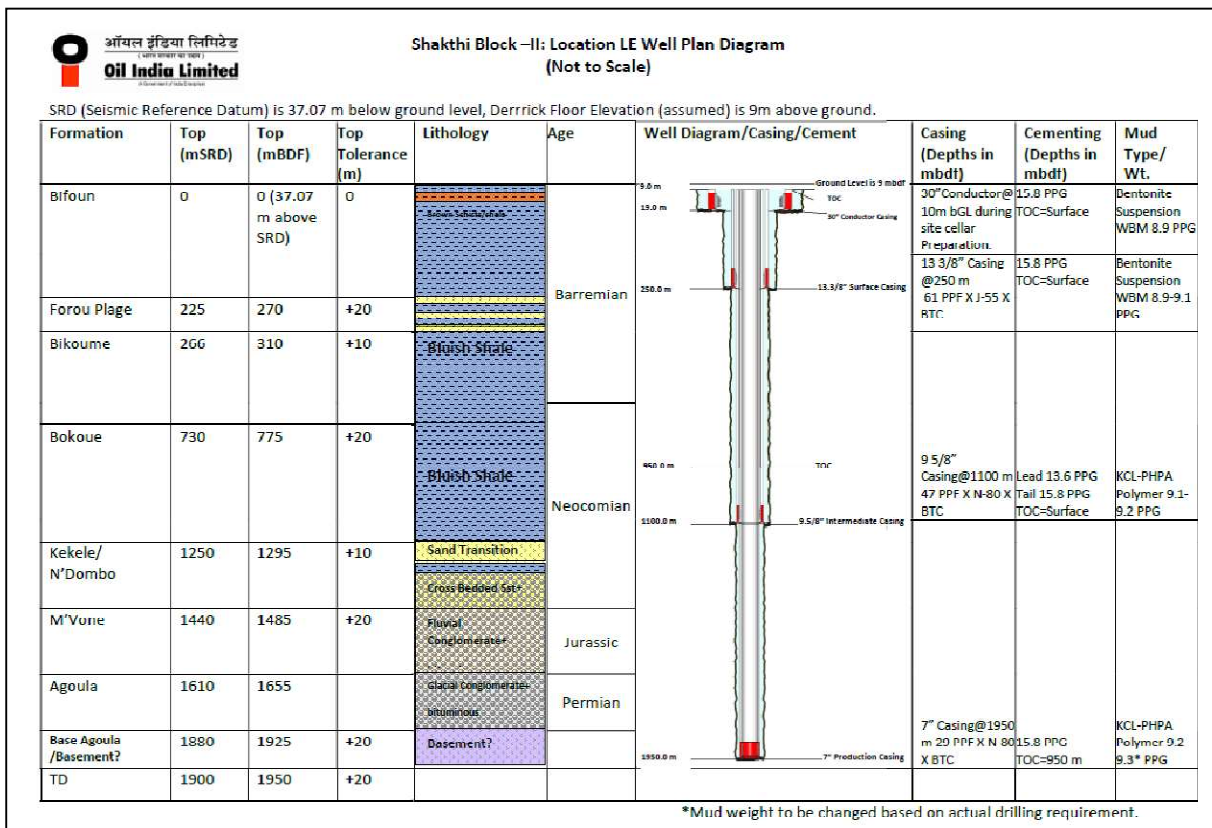 ऑयल इंडिया लिमिटेड
Oil India Limited
Shakthi Block –II: Location LE Well Plan Diagram
(Not to Scale)
SRD (Seismic Reference Datum) is 37.07 m below ground level, Derrrick Floor Elevation (assumed) is 9m above ground.
Formation
Top
(mSRD)
Top
(mBDF)
Top
Tolerance
(m)
Lithology
Age
Well Diagram/Casing/Cement
Casing
(Depths in
mbdf)
Cementing
(Depths in
mbdf)
Mud
Type/
Wt.
Bifoun
0
0 (37.07
m above
SRD)
0
Barremian
9.0 m
Ground Level is 9 mbdf
TOC
19.0 m
30" Conductor Casing
30"Conductor@
10m bGL during
site cellar
Preparation.
15.8 PPG
TOC=Surface
Bentonite
Suspension
WBM 8.9 PPG
250.0 m
13.3/8" Surface Casing
13 3/8" Casing
@250 m
61 PPF X J-55 X
BTC
15.8 PPG
TOC=Surface
Bentonite
Suspension
WBM 8.9-9.1
PPG
Forou Plage
225
270
+20
Bikoume
266
310
+10
Bluish Shale
Bokoue
730
775
+20
Bluish Shale
Neocomian
950.0 m
TOC
1100.0 m
9.5/8" Intermediate Casing
9 5/8"
Casing@1100 m
47 PPF X N-80 X
BTC
Lead 13.6 PPG
Tail 15.8 PPG
TOC=Surface
KCL-PHPA
Polymer 9.1-
9.2 PPG
Kekele/
N'Dombo
1250
1295
+10
Sand Transition
Cross Bedded Sst+
M'Vone
1440
1485
+20
Fluvial
Conglomerate+
Jurassic
Agoula
1610
1655
Glacial Conglomerate+
bituminous
Permian
Base Agoula
/Basement?
1880
1925
+20
Basement?
1950.0 m
7" Production Casing
7" Casing@1950
m 29 PPF X N 80
X BTC
15.8 PPG
TOC=950 m
KCL-PHPA
Polymer 9.2
9.3* PPG
TD
1900
1950
+20
*Mud weight to be changed based on actual drilling requirement.